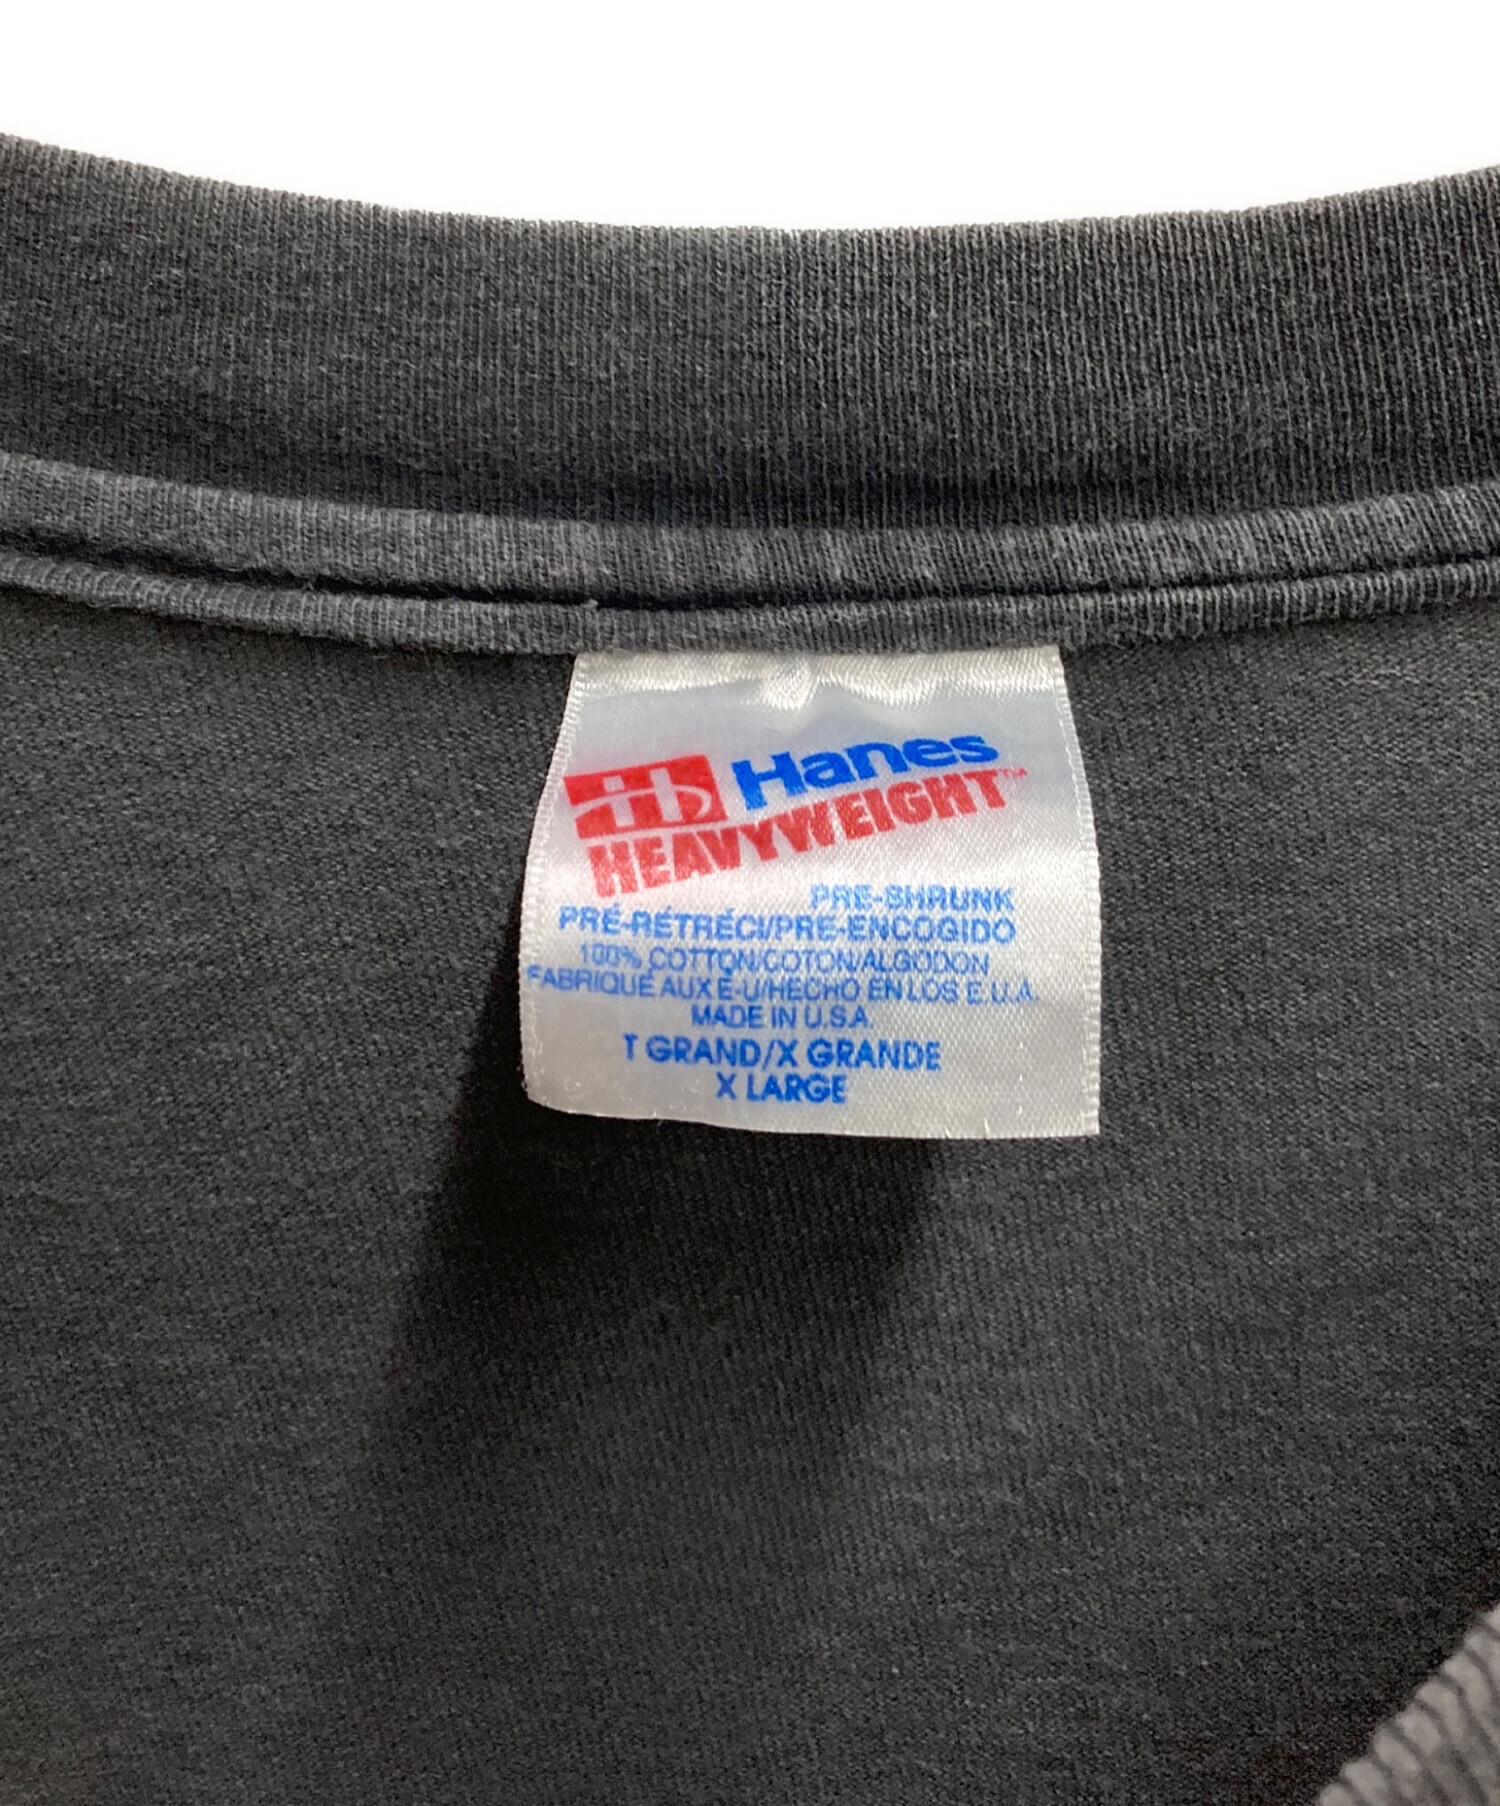 Hanes
HEAVYWEIGHT™
PRE-SHRUNK
PRÉ-RÉTRÉCI/PRE-ENCOGIDO
100% COTTON/COTON/ALGODON
FABRIQUÉ AUX É-U/HECHO EN LOS E.U.A.
MADE IN U.S.A.
T GRAND/X GRANDE
X LARGE